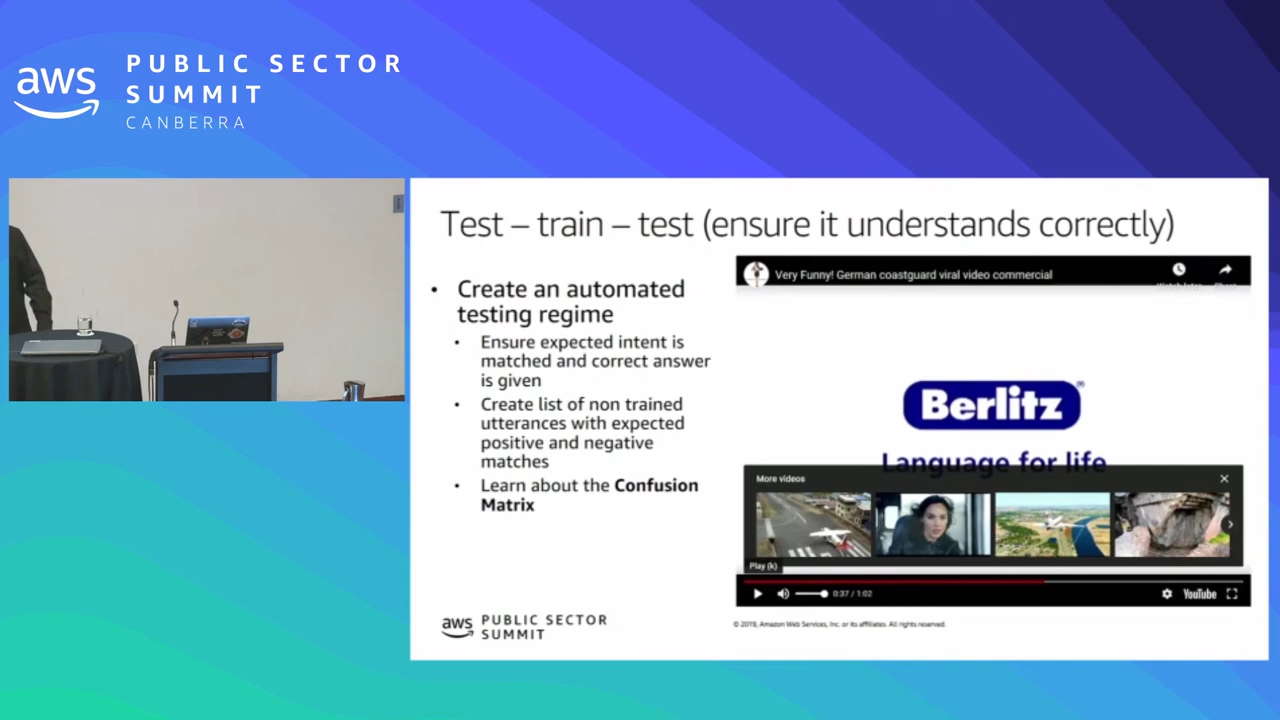 aws
PUBLIC SECTOR
SUMMIT
CANBERRA
Test – train – test (ensure it understands correctly)
• Create an automated
testing regime
• Ensure expected intent is
matched and correct answer
is given
• Create list of non trained
utterances with expected
positive and negative
matches
• Learn about the Confusion
Matrix
Very Funny! German coastguard viral video commercial
Berlitz®
Language for life
More videos
Play (k)
0:37 / 1:02
YouTube
aws
PUBLIC SECTOR
SUMMIT
© 2019, Amazon Web Services, Inc. or its affiliates. All rights reserved.